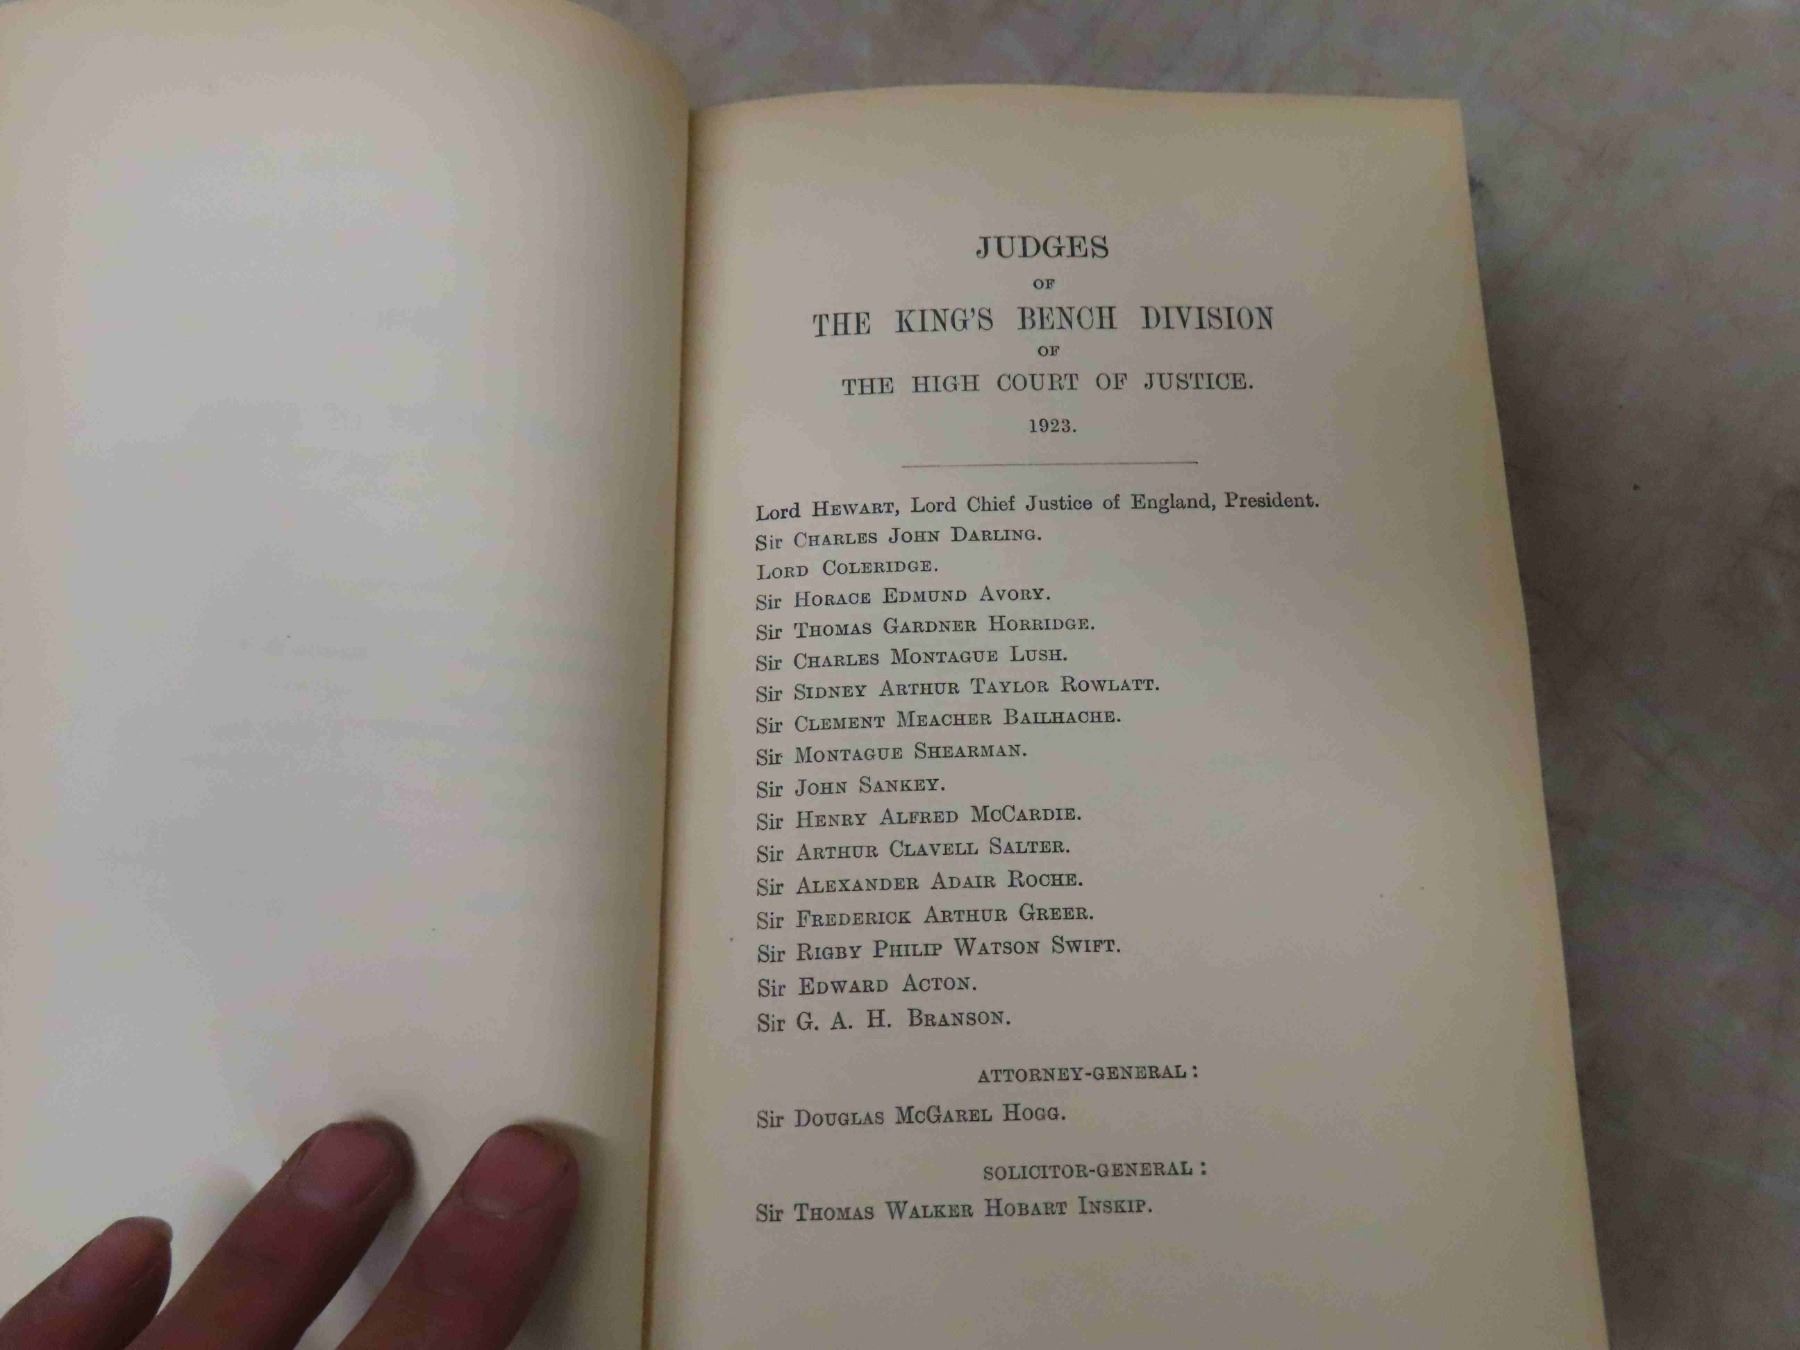 JUDGES
OF
THE KING'S BENCH DIVISION
OF
THE HIGH COURT OF JUSTICE.
1923.
Lord HEWART, Lord Chief Justice of England, President.
Sir CHARLES JOHN DARLING.
LORD COLERIDGE.
Sir HORACE EDMUND AVORY.
Sir THOMAS GARDNER HORRIDGE.
Sir CHARLES MONTAGUE LUSH.
Sir SIDNEY ARTHUR TAYLOR ROWLATT.
Sir CLEMENT MEACHER BAILHACHE.
Sir MONTAGUE SHEARMAN.
Sir JOHN SANKEY.
Sir HENRY ALFRED MCCARDIE.
Sir ARTHUR CLAVELL SALTER.
Sir ALEXANDER ADAIR ROCHE.
Sir FREDERICK ARTHUR GREER.
Sir RIGBY PHILIP WATSON SWIFT.
Sir EDWARD ACTON.
Sir G. A. H. BRANSON.
ATTORNEY-GENERAL:
Sir DOUGLAS MCGAREL HOGG.
SOLICITOR-GENERAL:
Sir THOMAS WALKER HOBART INSKIP.